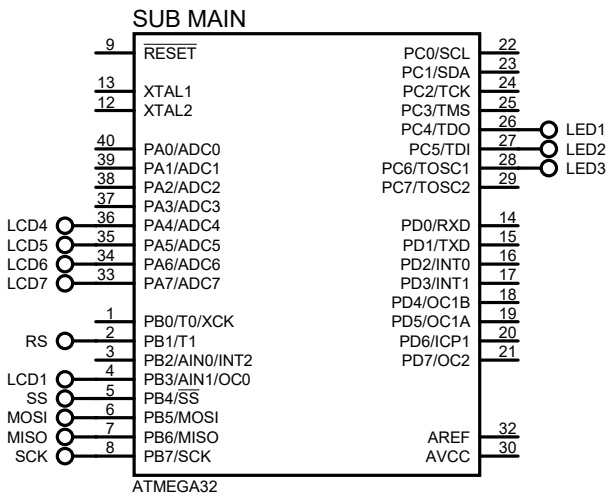 SUB MAIN
9 RESET PC0/SCL 22
PC1/SDA 23
13 XTAL1 PC2/TCK 24
12 XTAL2 PC3/TMS 25
PC4/TDO 26 LED1
40 PA0/ADC0 PC5/TDI 27 LED2
39 PA1/ADC1 PC6/TOSC1 28 LED3
38 PA2/ADC2 PC7/TOSC2 29
37 PA3/ADC3
LCD4 36 PA4/ADC4 PD0/RXD 14
LCD5 35 PA5/ADC5 PD1/TXD 15
LCD6 34 PA6/ADC6 PD2/INT0 16
LCD7 33 PA7/ADC7 PD3/INT1 17
PD4/OC1B 18
1 PB0/T0/XCK PD5/OC1A 19
RS 2 PB1/T1 PD6/ICP1 20
3 PB2/AIN0/INT2 PD7/OC2 21
LCD1 4 PB3/AIN1/OC0
SS 5 PB4/SS
MOSI 6 PB5/MOSI
MISO 7 PB6/MISO AREF 32
SCK 8 PB7/SCK AVCC 30
ATMEGA32